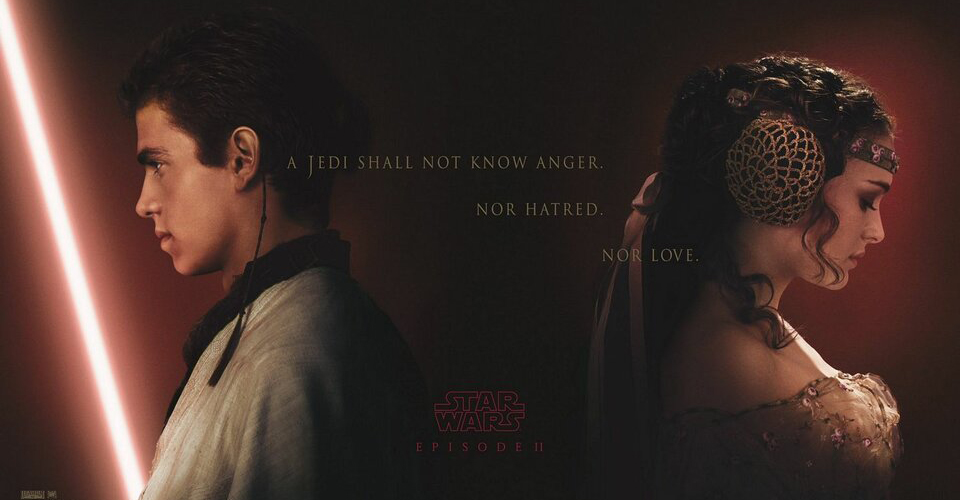 A JEDI SHALL NOT KNOW ANGER.
NOR HATRED.
NOR LOVE.
STAR
WARS
EPISODE II